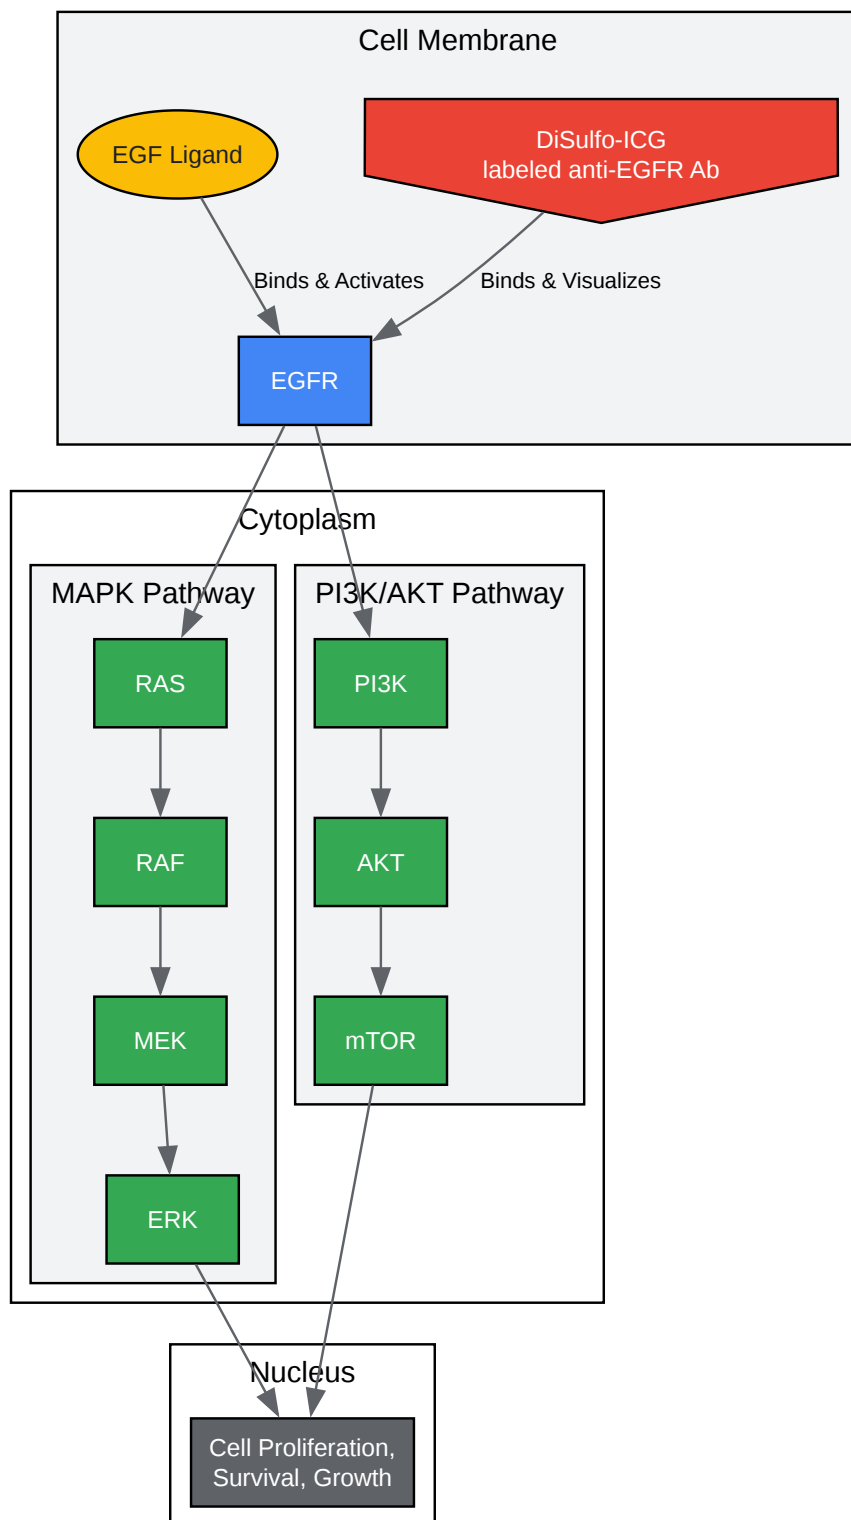 Cell Membrane
EGF Ligand
DiSulfo-ICG
labeled anti-EGFR Ab
Binds & Activates
Binds & Visualizes
EGFR
Cytoplasm
MAPK Pathway
PI3K/AKT Pathway
RAS
PI3K
RAF
AKT
MEK
mTOR
ERK
Nucleus
Cell Proliferation,
Survival, Growth